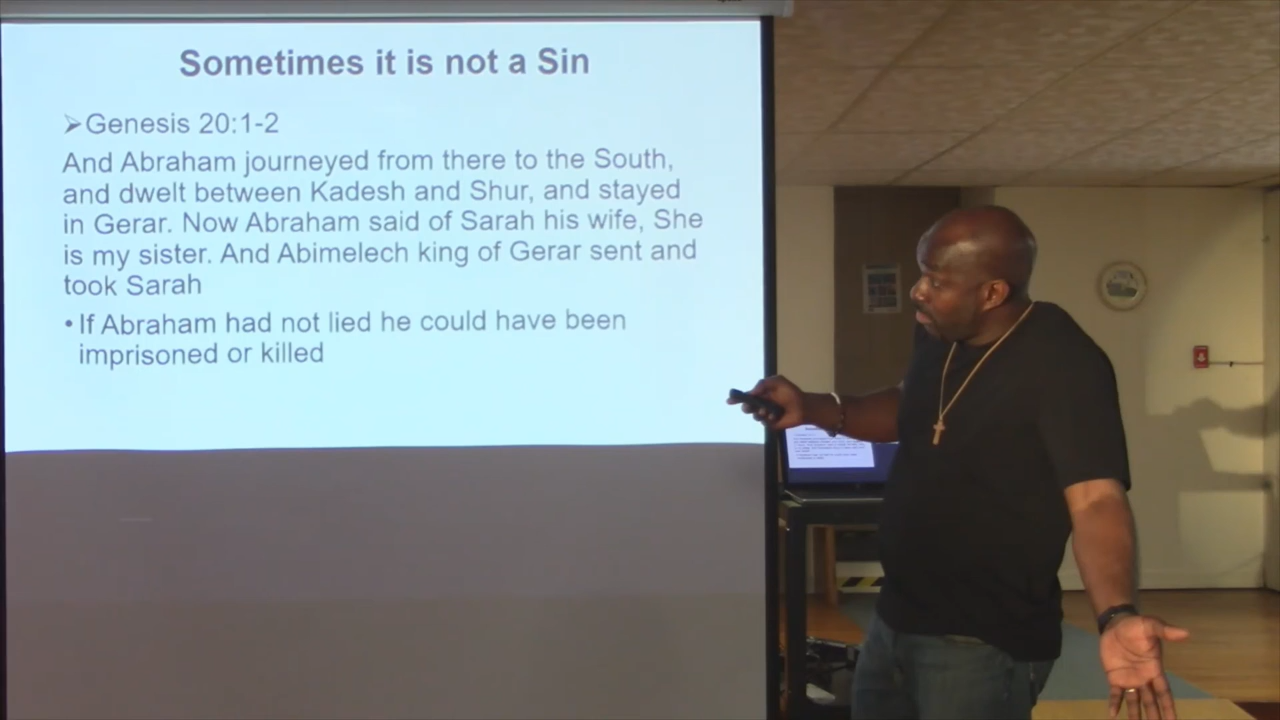 Sometimes it is not a Sin
➢Genesis 20:1-2
And Abraham journeyed from there to the South,
and dwelt between Kadesh and Shur, and stayed
in Gerar. Now Abraham said of Sarah his wife, She
is my sister. And Abimelech king of Gerar sent and
took Sarah
• If Abraham had not lied he could have been
imprisoned or killed